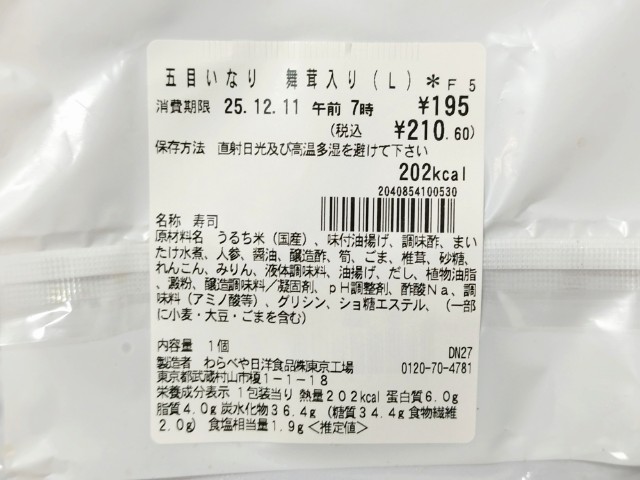 五目いなり 舞茸入り(L)*F5
消費期限 25.12.11 午前 7時 ¥195
(税込 ¥210.60)
保存方法 直射日光及び高温多湿を避けて下さい
202kcal
2040854100530
名称 寿司
原材料名 うるち米(国産)、味付油揚げ、調味酢、まい
たけ水煮、人参、醤油、醸造酢、筍、ごま、椎茸、砂糖、
れんこん、みりん、液体調味料、油揚げ、だし、植物油脂
、澱粉、醸造調味料/凝固剤、pH調整剤、酢酸Na、調
味料(アミノ酸等)、グリシン、ショ糖エステル、(一部
に小麦・大豆・ごまを含む)
内容量 1個 DN27
製造者 わらべや日洋食品㈱東京工場 0120-70-4781
東京都武蔵村山市榎1-1-18
栄養成分表示 1包装当り 熱量202kcal 蛋白質6.0g
脂質4.0g 炭水化物36.4g (糖質34.4g 食物繊維
2.0g) 食塩相当量1.9g<推定値>